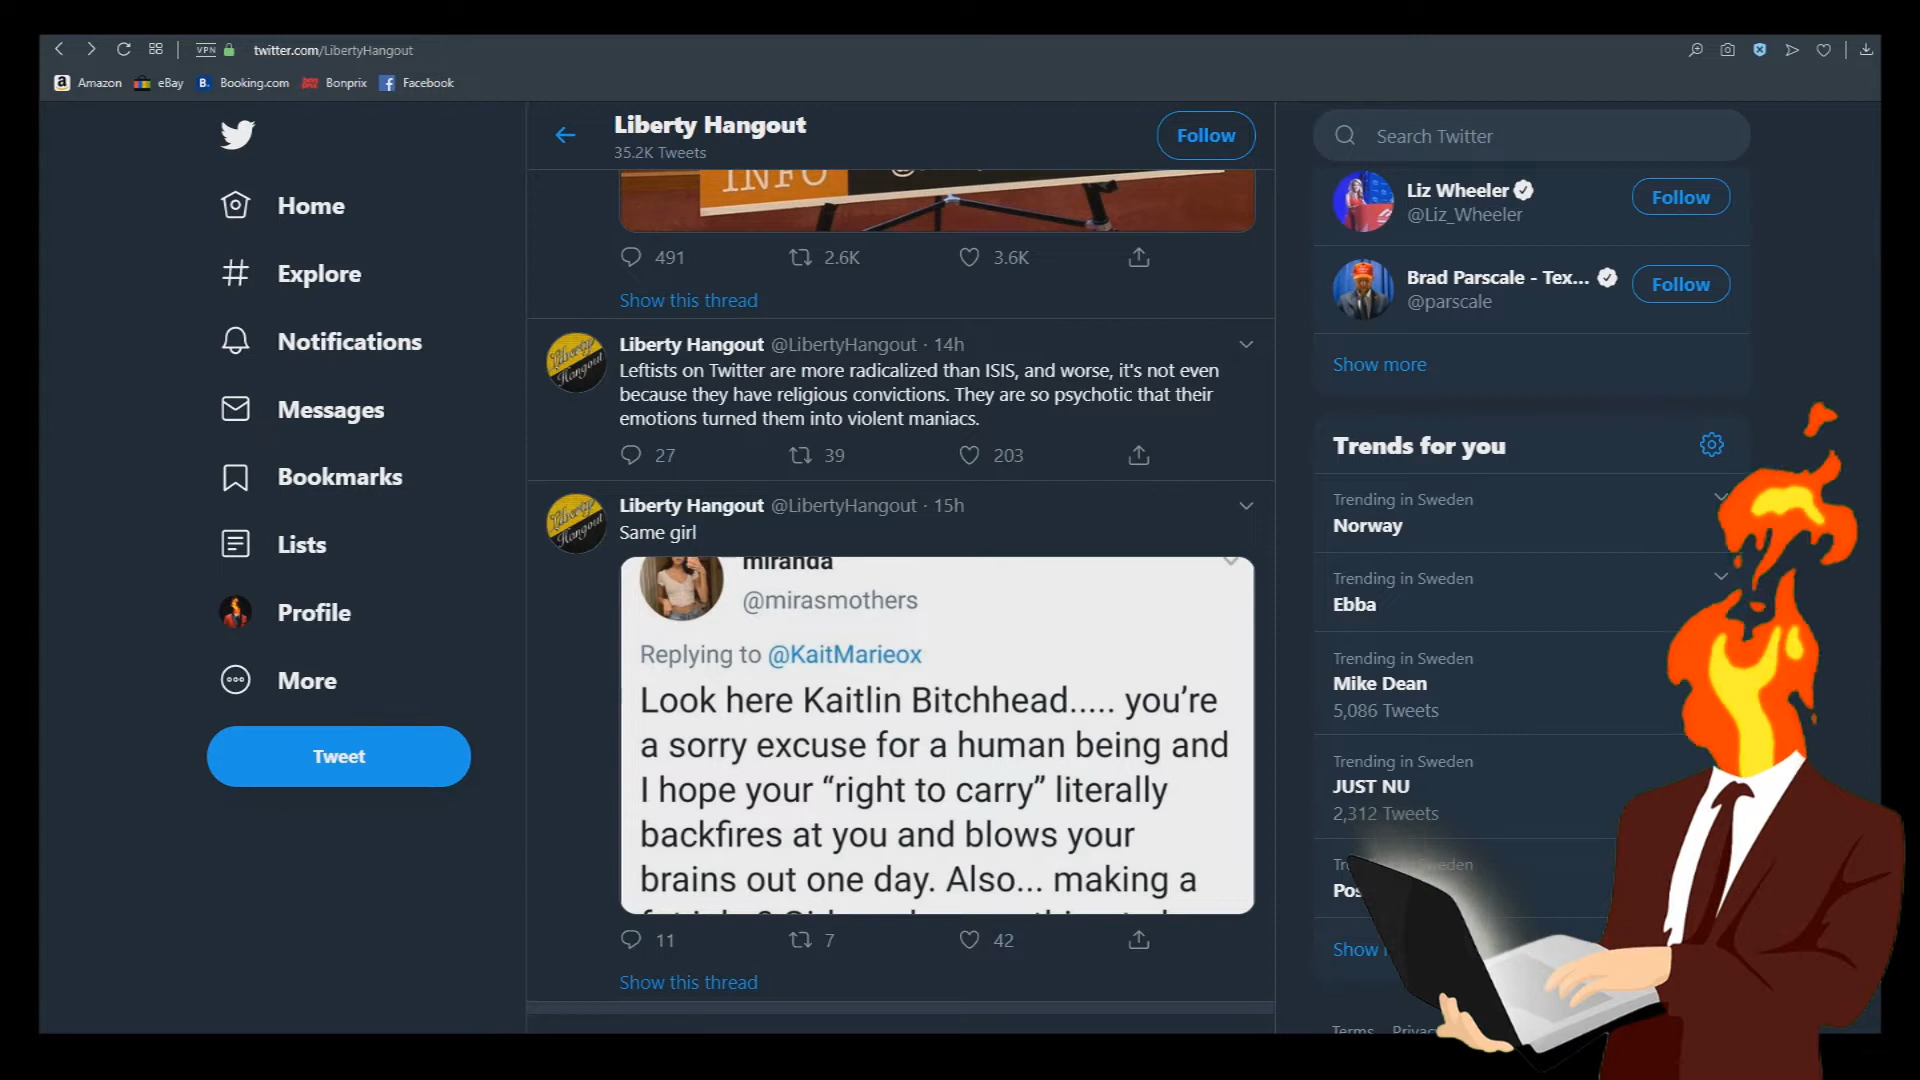 VPN twitter.com/LibertyHangout
Amazon eBay Booking.com Bonprix Facebook
Home
Explore
Notifications
Messages
Bookmarks
Lists
Profile
More
Tweet
Liberty Hangout
35.2K Tweets
Follow
INFO
491 2.6K 3.6K
Show this thread
Liberty Hangout @LibertyHangout · 14h
Leftists on Twitter are more radicalized than ISIS, and worse, it's not even
because they have religious convictions. They are so psychotic that their
emotions turned them into violent maniacs.
27 39 203
Liberty Hangout @LibertyHangout · 15h
Same girl
Liberty
Hangout
miranda
@mirasmothers
Replying to @KaitMarieox
Look here Kaitlin Bitchhead..... you're
a sorry excuse for a human being and
I hope your “right to carry” literally
backfires at you and blows your
brains out one day. Also... making a
11 7 42
Show this thread
Search Twitter
Liz Wheeler
@Liz_Wheeler
Follow
Brad Parscale - Tex...
@parscale
Follow
Show more
Trends for you
Trending in Sweden
Norway
Trending in Sweden
Ebba
Trending in Sweden
Mike Dean
5,086 Tweets
Trending in Sweden
JUST NU
2,312 Tweets
Show
Terms